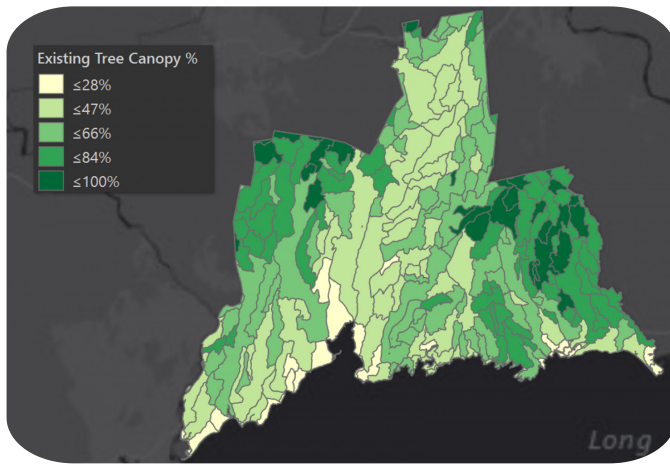 Existing Tree Canopy %
≤28%
≤47%
≤66%
≤84%
≤100%
Long